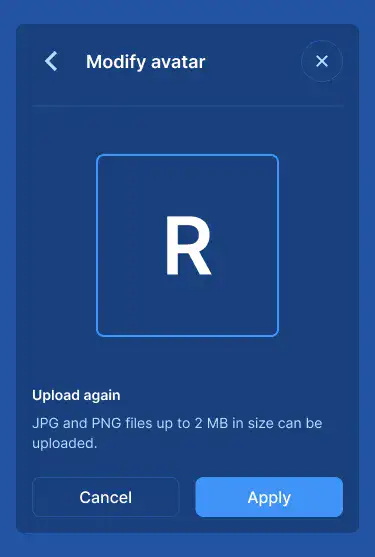 Modify avatar
R
Upload again
JPG and PNG files up to 2 MB in size can be
uploaded.
Cancel
Apply